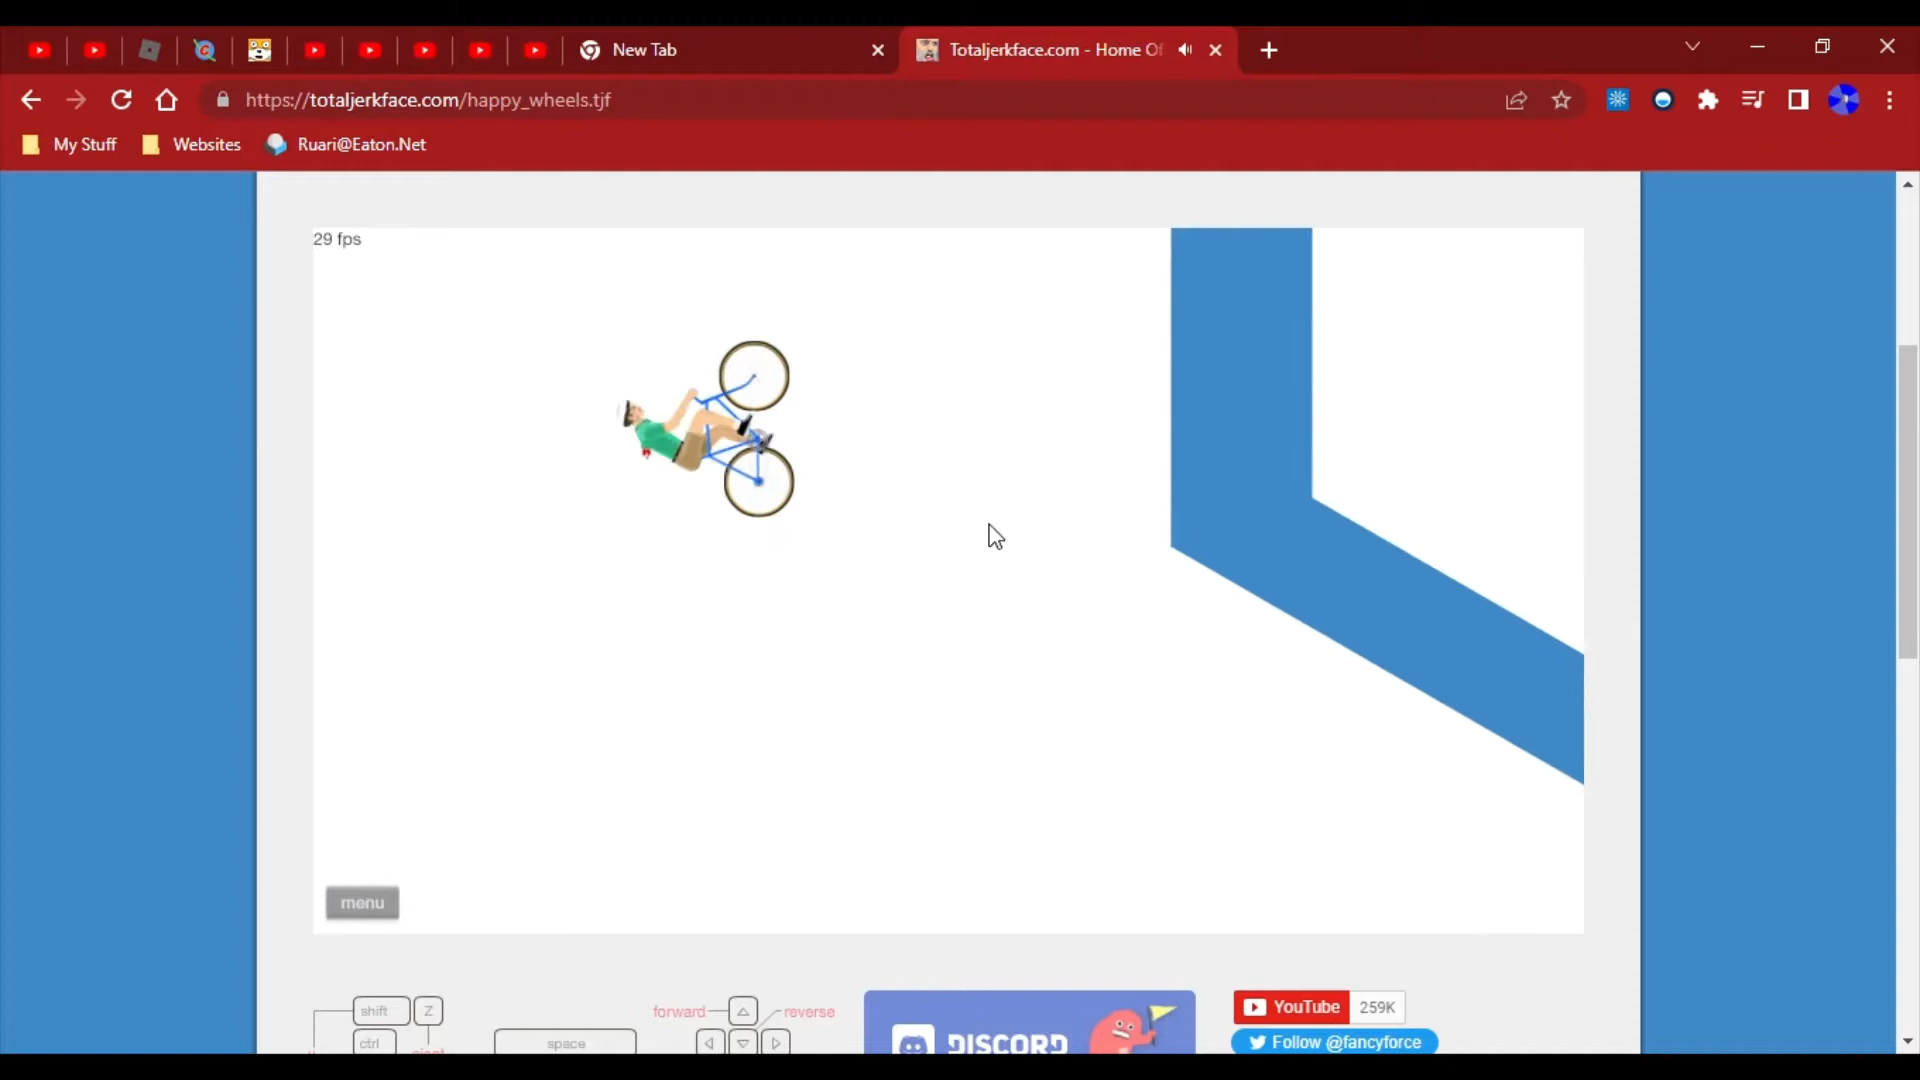 New Tab
Totaljerkface.com - Home Of
https://totaljerkface.com/happy_wheels.tjf
My Stuff
Websites
Ruari@Eaton.Net
29 fps
menu
shift
Z
forward
reverse
YouTube
259K
ctrl
eject
space
DISCORD
Follow @fancyforce